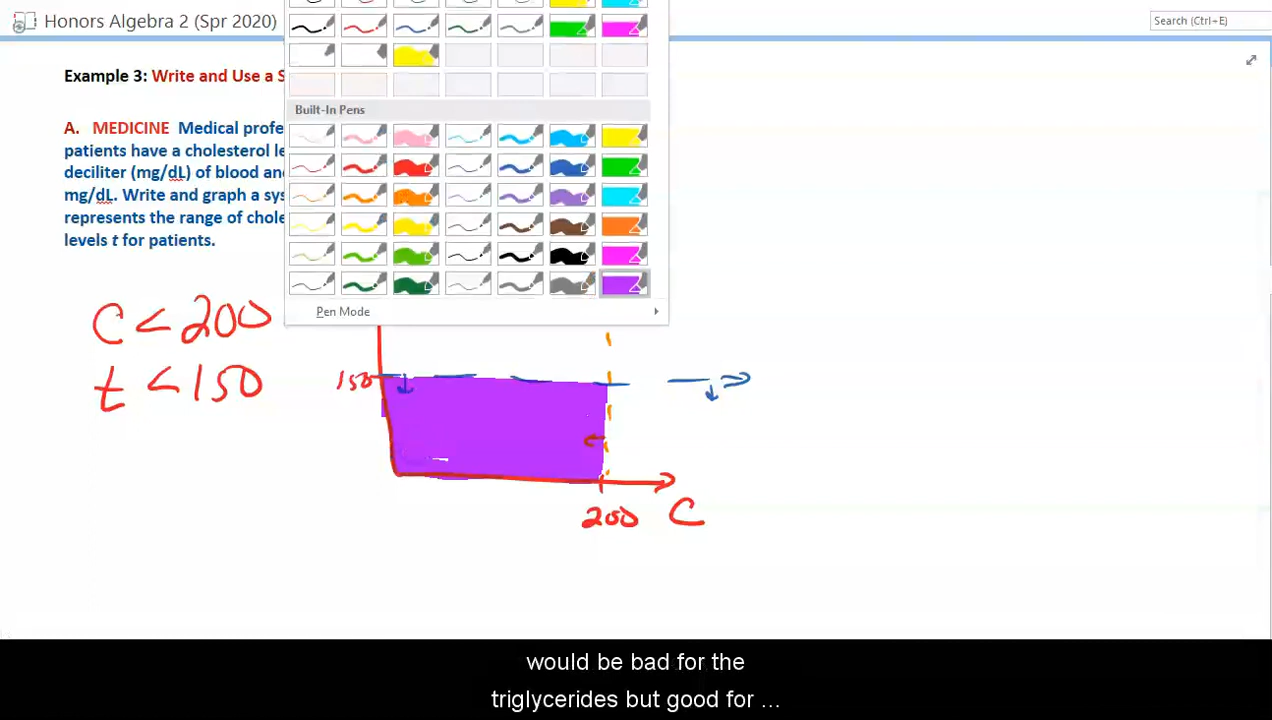 Honors Algebra 2 (Spr 2020)
Search (Ctrl+E)
Example 3: Write and Use a S
A. MEDICINE Medical profe
patients have a cholesterol le
deciliter (mg/dL) of blood and
mg/dL. Write and graph a sys
represents the range of chole
levels t for patients.
Built-In Pens
Pen Mode
C < 200
t < 150
150
200 C
would be bad for the
triglycerides but good for ...